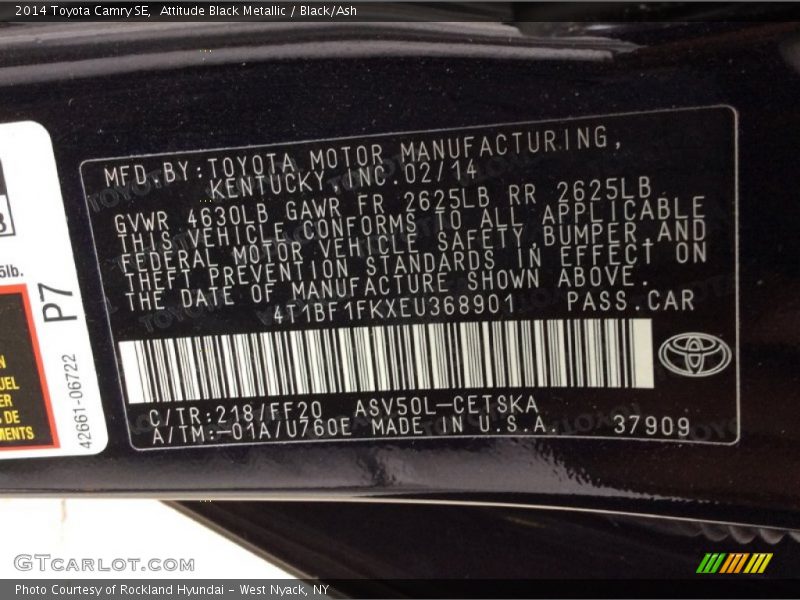 2014 Toyota Camry SE,  Attitude Black Metallic / Black/Ash
MFD BY:TOYOTA MOTOR MANUFACTURING,
KENTUCKY,INC.02/14
GVWR 4630LB GAWR FR 2625LB RR 2625LB
THIS VEHICLE CONFORMS TO ALL APPLICABLE
FEDERAL MOTOR VEHICLE SAFETY,BUMPER,AND
THEFT PREVENTION STANDARDS IN EFFECT ON
THE DATE OF MANUFACTURE SHOWN ABOVE.
4T1BF1FKXEU368901 PASS.CAR
C/TR:218/FF20 ASV50L-CETSKA
A/TM:-01A/U760E MADE IN U.S.A. 37909
P7
42661-06722
DE
GTCARLOT.COM
Photo Courtesy of Rockland Hyundai - West Nyack, NY